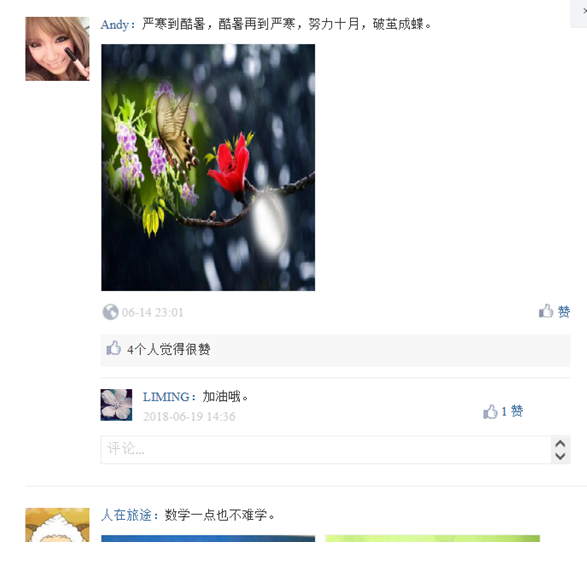 Andy：严寒到酷暑，酷暑再到严寒，努力十月，破茧成蝶。
06-14 23:01
赞
4个人觉得很赞
LIMING：加油哦。
1 赞
2018-06-19 14:36
评论...
人在旅途：数学一点也不难学。